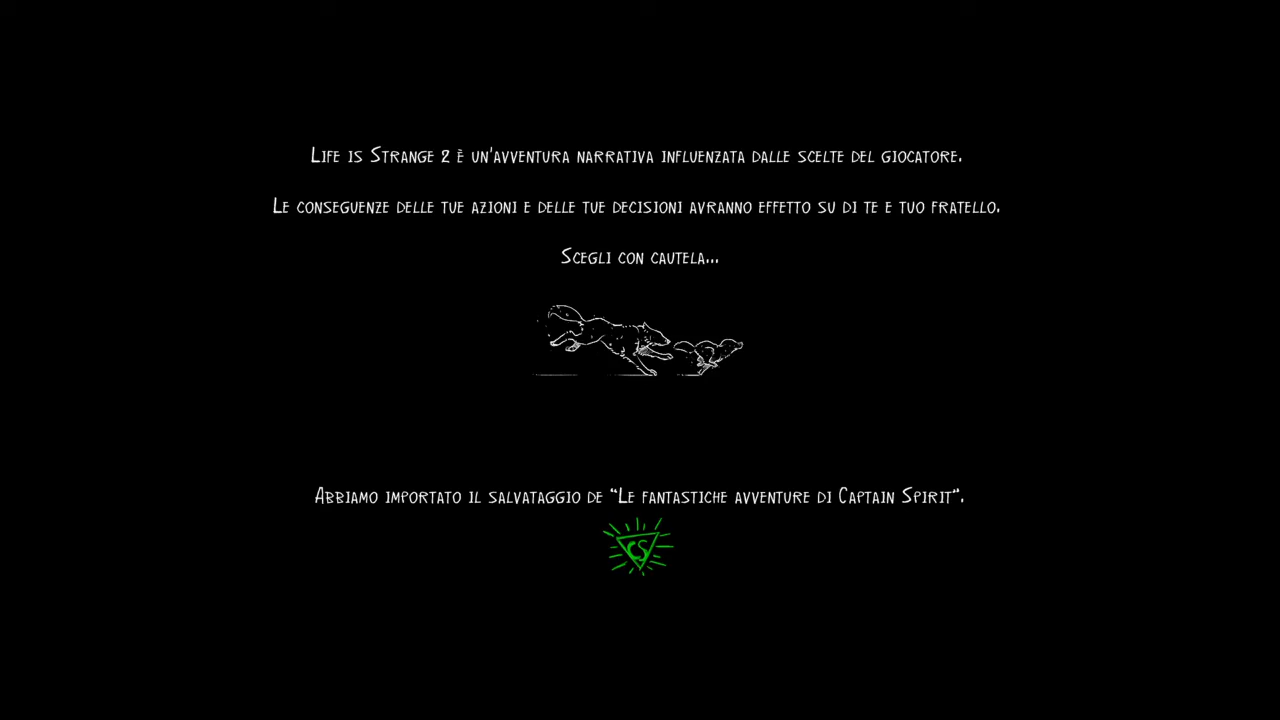 Life is Strange 2 è un'avventura narrativa influenzata dalle scelte del giocatore.
Le conseguenze delle tue azioni e delle tue decisioni avranno effetto su di te e tuo fratello.
Scegli con cautela...
Abbiamo importato il salvataggio de “Le fantastiche avventure di Captain Spirit”.
CS